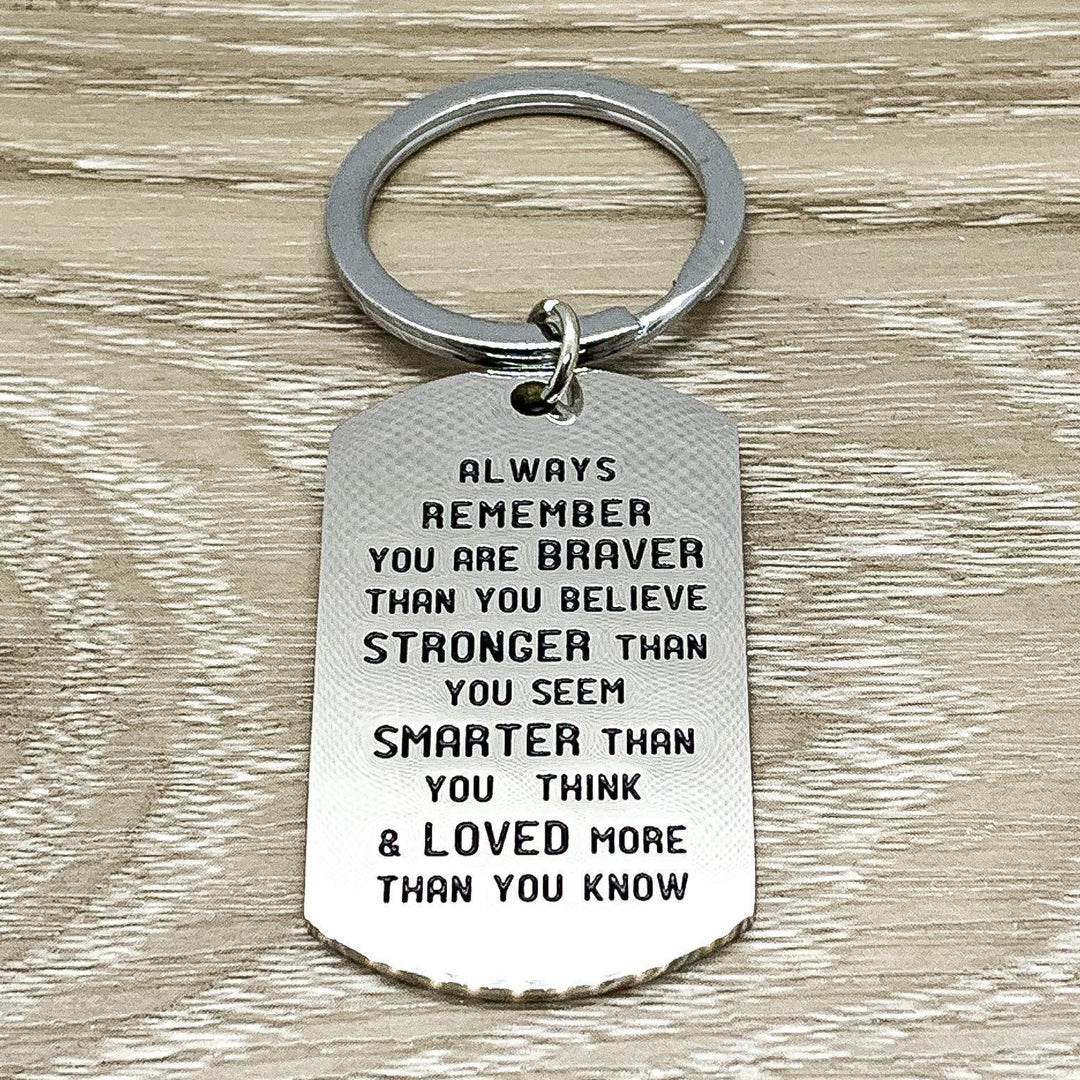 ALWAYS
REMEMBER
YOU ARE BRAVER
THAN YOU BELIEVE
STRONGER THAN
YOU SEEM
SMARTER THAN
YOU THINK
& LOVED MORE
THAN YOU KNOW